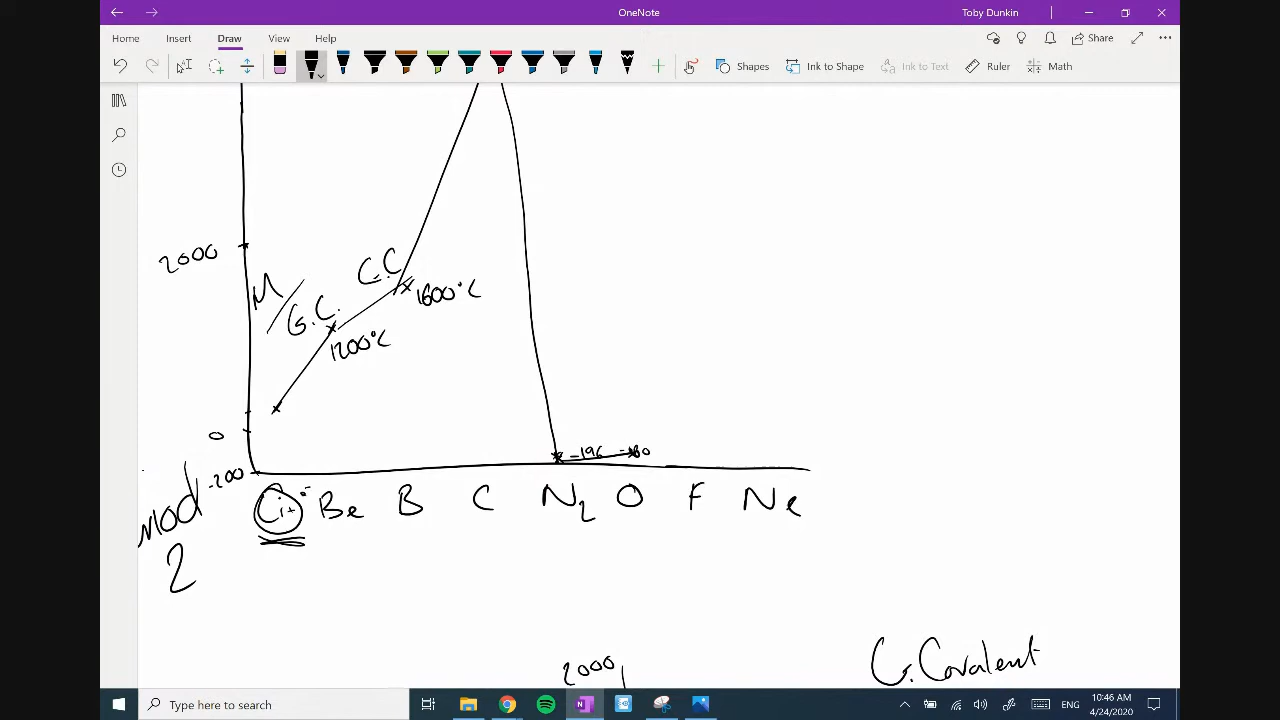 OneNote
Toby Dunkin
Home Insert Draw View Help
Share
Shapes Ink to Shape Ink to Text Ruler Math
2000
M/G.C. G.C
1600°C
1200°C
0
-196 -180
-200
Li+ Be B C N2 O F Ne
mod
2
2000
G.Covalent
Type here to search
ENG
10:46 AM
4/24/2020